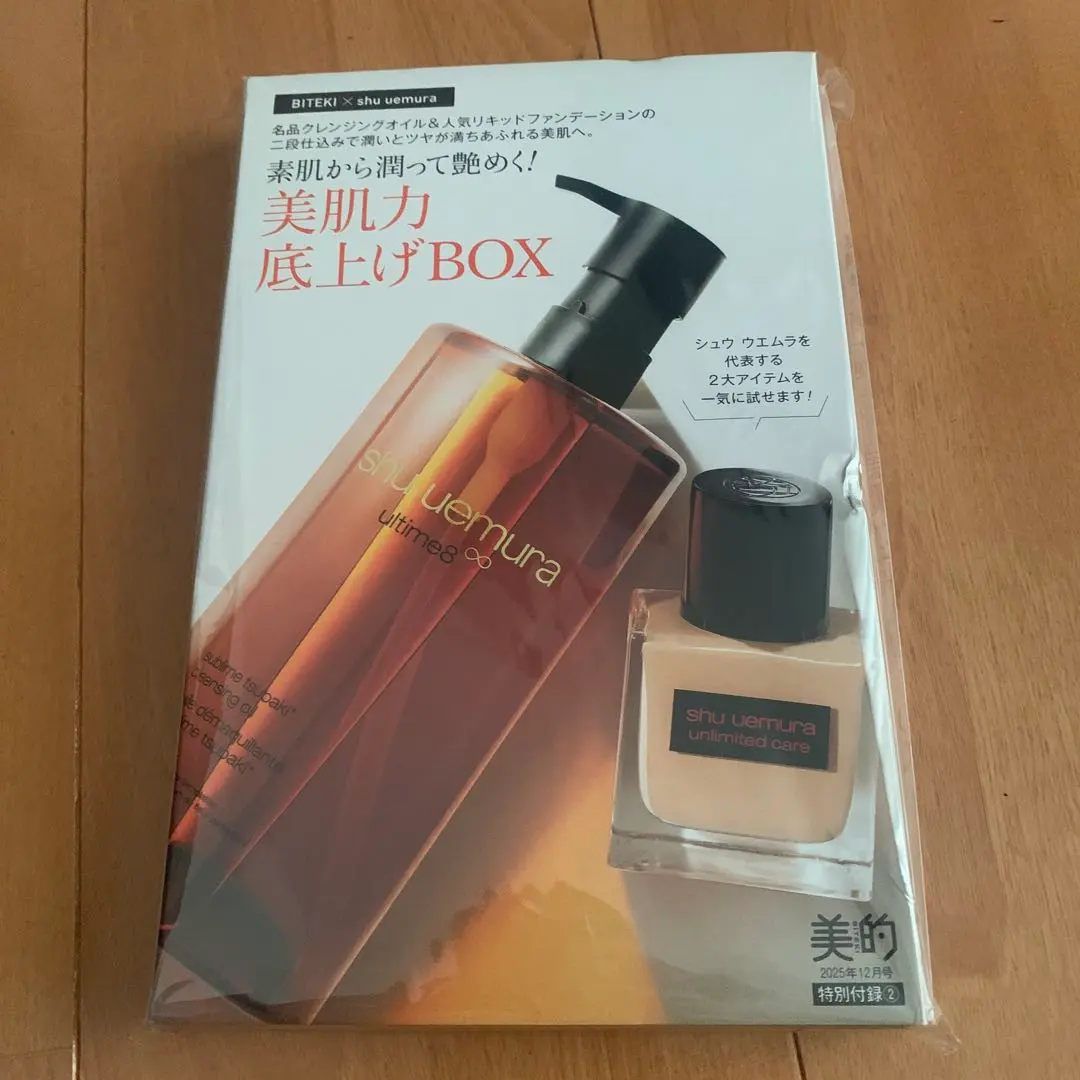 BITEKI × shu uemura
名品クレンジングオイル＆人気リキッドファンデーションの
二段仕込みで潤いとツヤが満ちあふれる美肌へ。
素肌から潤って艶めく!
美肌力
底上げBOX
シュウ ウエムラを
代表する
2大アイテムを
一気に試せます!
shu uemura
ultime8 ∞
sublime tsubaki*
cleansing oil
démaquillante
tsubaki*
shu uemura
unlimited care
美的
BITEKI
2025年12月号
特別付録②